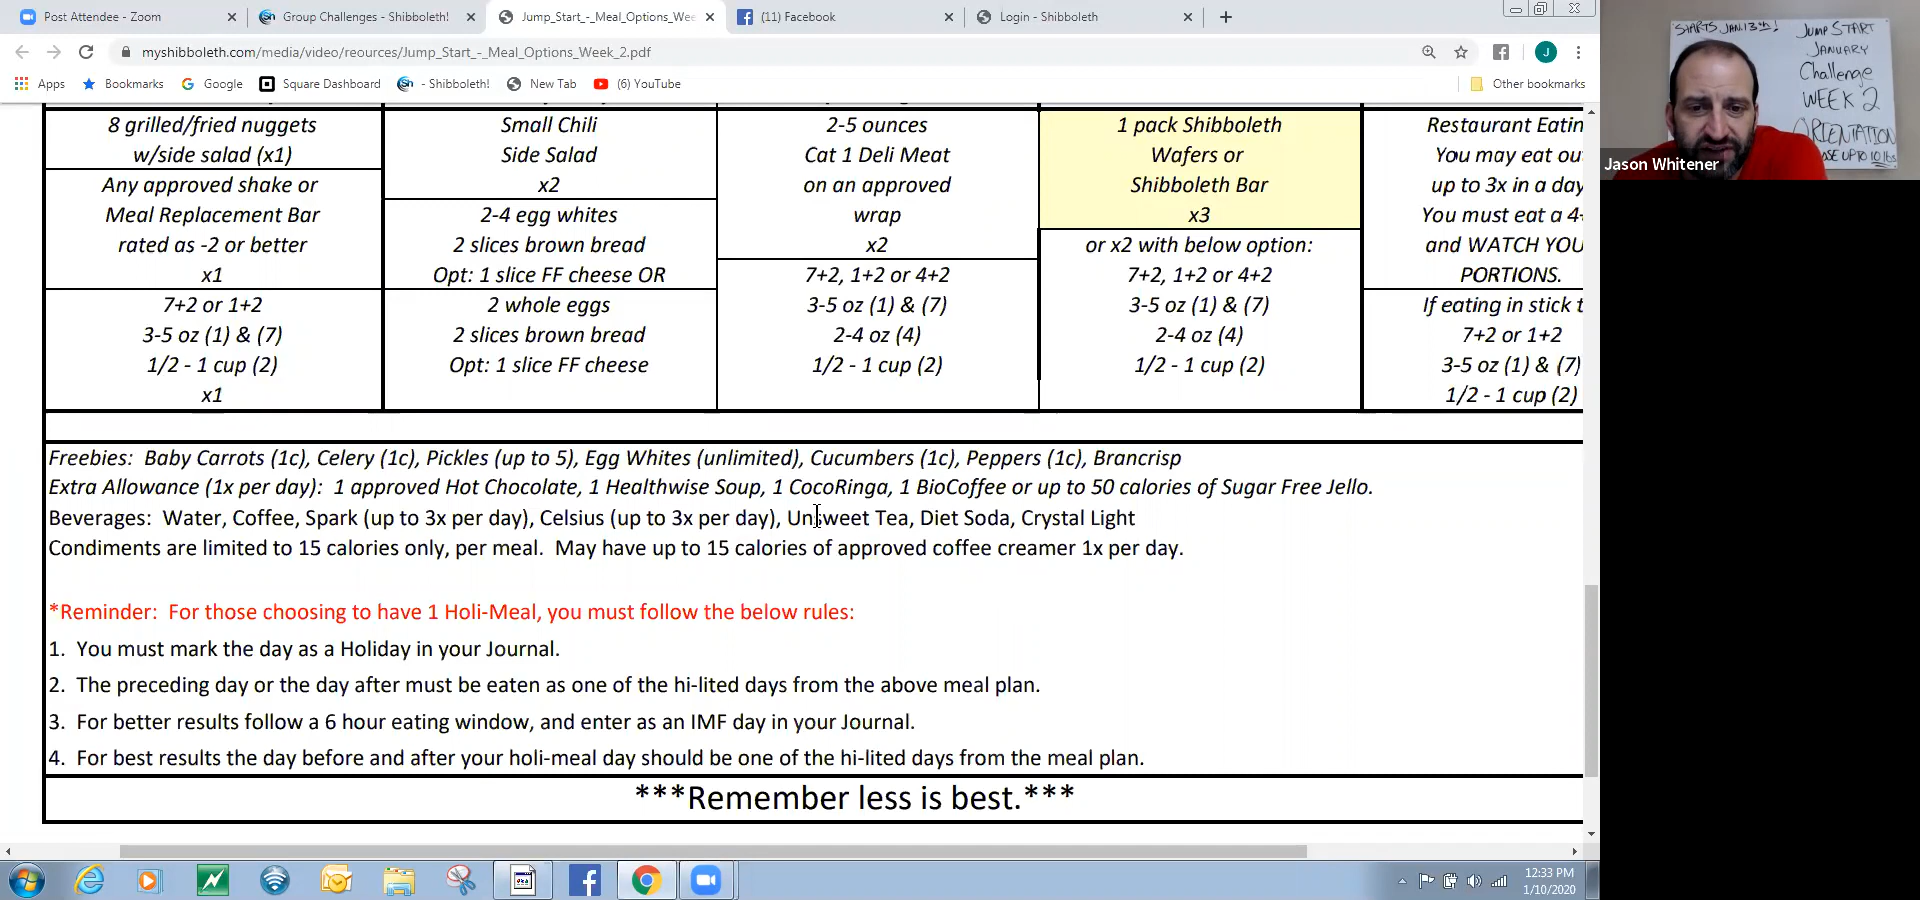 Post Attendee - Zoom
Group Challenges - Shibboleth!
Jump_Start_-_Meal_Options_Wee
(11) Facebook
Login - Shibboleth
myshibboleth.com/media/video/reources/Jump_Start_-_Meal_Options_Week_2.pdf
J
Apps
Bookmarks
Google
Square Dashboard
- Shibboleth!
New Tab
(6) YouTube
Other bookmarks
8 grilled/fried nuggets
w/side salad (x1)
Any approved shake or
Meal Replacement Bar
rated as -2 or better
x1
7+2 or 1+2
3-5 oz (1) & (7)
1/2 - 1 cup (2)
x1
Small Chili
Side Salad
x2
2-4 egg whites
2 slices brown bread
Opt: 1 slice FF cheese OR
2 whole eggs
2 slices brown bread
Opt: 1 slice FF cheese
2-5 ounces
Cat 1 Deli Meat
on an approved
wrap
x2
7+2, 1+2 or 4+2
3-5 oz (1) & (7)
2-4 oz (4)
1/2 - 1 cup (2)
1 pack Shibboleth
Wafers or
Shibboleth Bar
x3
or x2 with below option:
7+2, 1+2 or 4+2
3-5 oz (1) & (7)
2-4 oz (4)
1/2 - 1 cup (2)
Restaurant Eatin
You may eat ou
up to 3x in a day
You must eat a 4+
and WATCH YOU
PORTIONS.
If eating in stick t
7+2 or 1+2
3-5 oz (1) & (7)
1/2 - 1 cup (2)
Freebies: Baby Carrots (1c), Celery (1c), Pickles (up to 5), Egg Whites (unlimited), Cucumbers (1c), Peppers (1c), Brancrisp
Extra Allowance (1x per day): 1 approved Hot Chocolate, 1 Healthwise Soup, 1 CocoRinga, 1 BioCoffee or up to 50 calories of Sugar Free Jello.
Beverages: Water, Coffee, Spark (up to 3x per day), Celsius (up to 3x per day), Unsweet Tea, Diet Soda, Crystal Light
Condiments are limited to 15 calories only, per meal. May have up to 15 calories of approved coffee creamer 1x per day.
*Reminder: For those choosing to have 1 Holi-Meal, you must follow the below rules:
1. You must mark the day as a Holiday in your Journal.
2. The preceding day or the day after must be eaten as one of the hi-lited days from the above meal plan.
3. For better results follow a 6 hour eating window, and enter as an IMF day in your Journal.
4. For best results the day before and after your holi-meal day should be one of the hi-lited days from the meal plan.
***Remember less is best.***
12:33 PM
1/10/2020
STARTS JAN.13th!
JUMP START
JANUARY
Challenge
WEEK 2
ORIENTATION
UP TO 10 lbs
Jason Whitener